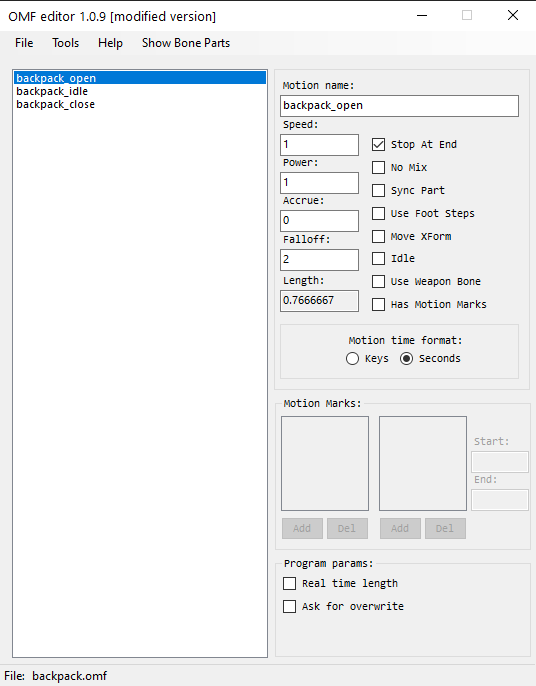 OMF editor 1.0.9 [modified version]
File Tools Help Show Bone Parts
backpack_open
backpack_idle
backpack_close
Motion name:
backpack_open
Speed:
1
Power:
1
Accrue:
0
Falloff:
2
Length:
0.7666667
Stop At End
No Mix
Sync Part
Use Foot Steps
Move XForm
Idle
Use Weapon Bone
Has Motion Marks
Motion time format:
Keys Seconds
Motion Marks:
Start:
End:
Add Del Add Del
Program params:
Real time length
Ask for overwrite
File: backpack.omf